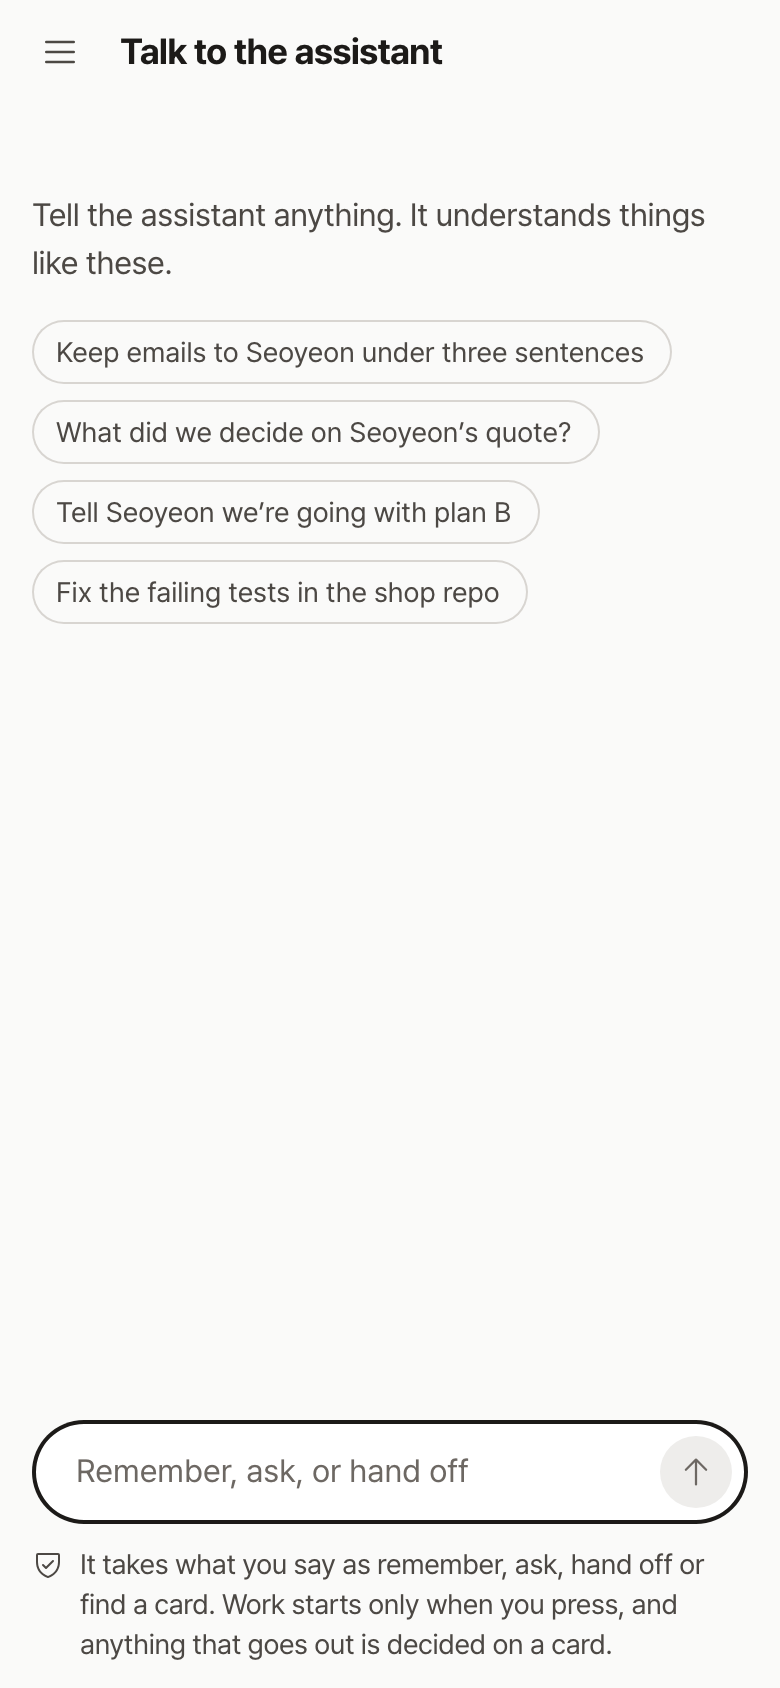 Talk to the assistant
Tell the assistant anything. It understands things
like these.
Keep emails to Seoyeon under three sentences
What did we decide on Seoyeon’s quote?
Tell Seoyeon we’re going with plan B
Fix the failing tests in the shop repo
Remember, ask, or hand off
It takes what you say as remember, ask, hand off or
find a card. Work starts only when you press, and
anything that goes out is decided on a card.